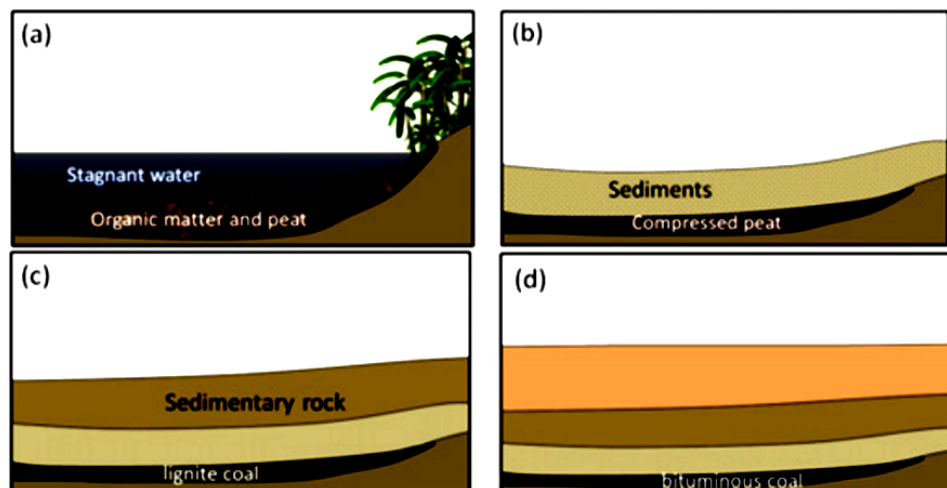 (a)
Stagnant water
Organic matter and peat
(b)
Sediments
Compressed peat
(c)
Sedimentary rock
lignite coal
(d)
bituminous coal